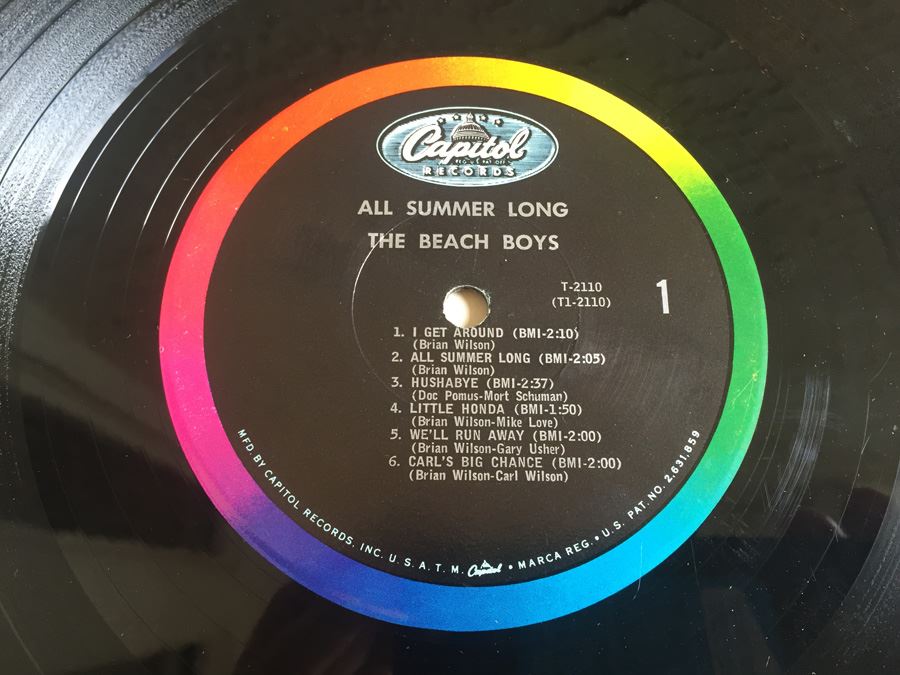 Capitol
REG. U.S. PAT. OFF.
RECORDS
ALL SUMMER LONG
THE BEACH BOYS
T-2110
(T1-2110)
1
1. I GET AROUND (BMI-2:10)
(Brian Wilson)
2. ALL SUMMER LONG (BMI-2:05)
(Brian Wilson)
3. HUSHABYE (BMI-2:37)
(Doc Pomus-Mort Schuman)
4. LITTLE HONDA (BMI-1:50)
(Brian Wilson-Mike Love)
5. WE'LL RUN AWAY (BMI-2:00)
(Brian Wilson-Gary Usher)
6. CARL'S BIG CHANCE (BMI-2:00)
(Brian Wilson-Carl Wilson)
MFD. BY CAPITOL RECORDS, INC. U. S. A. T. M. Capitol • MARCA REG. • U.S. PAT. NO. 2,631,859